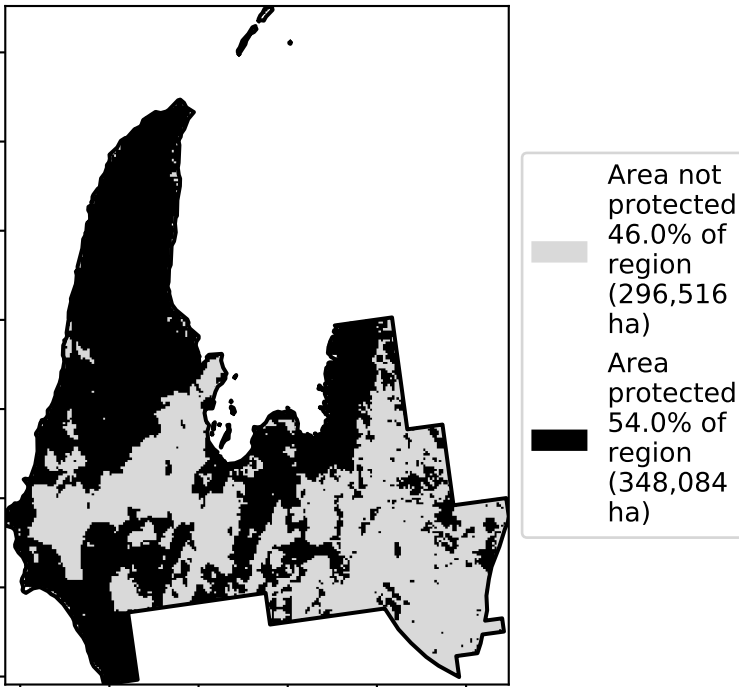 Area not
protected
46.0% of
region
(296,516
ha)
Area
protected
54.0% of
region
(348,084
ha)